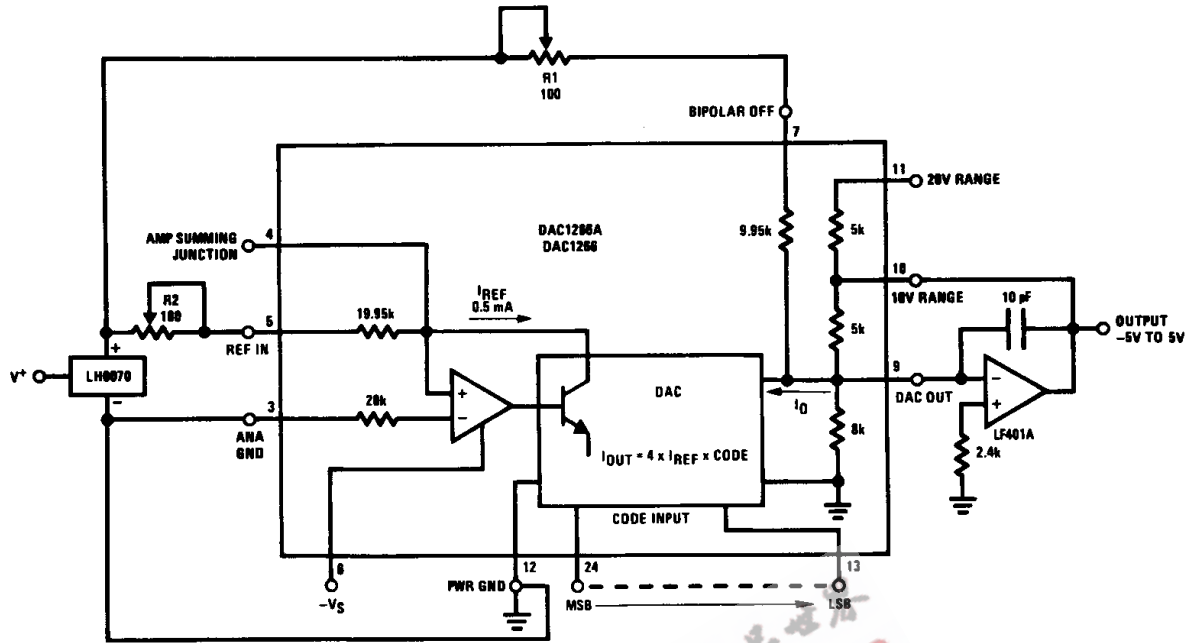 R1
100
BIPOLAR OFF
7
11
20V RANGE
4
AMP SUMMING
JUNCTION
DAC1266A
DAC1266
9.95k
5k
R2
100
5
REF IN
19.95k
IREF
0.5 mA
10
10V RANGE
10 pF
5k
OUTPUT
–5V TO 5V
V+
LH0070
+
–
3
ANA
GND
20k
+
–
DAC
IO
9
DAC OUT
–
+
LF401A
8k
2.4k
IOUT = 4 x IREF x CODE
CODE INPUT
6
–VS
12
PWR GND
24
MSB
13
LSB